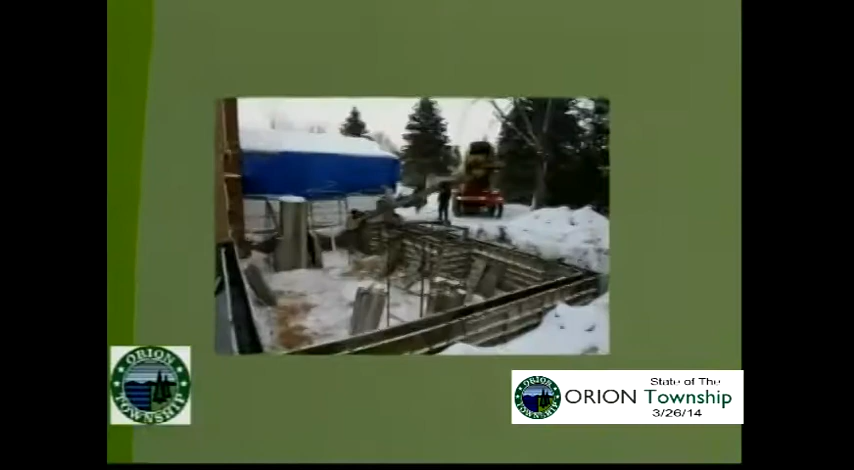 ORION
TOWNSHIP
ORION
TOWNSHIP
ORION
State of The
Township
3/26/14